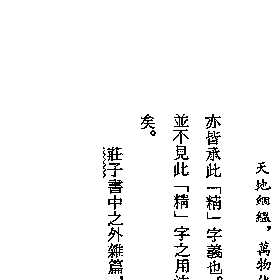 天地絪縕，萬物
亦皆承此「精」字義也。
並不見此「精」字之用
矣。
莊子書中之外雜篇